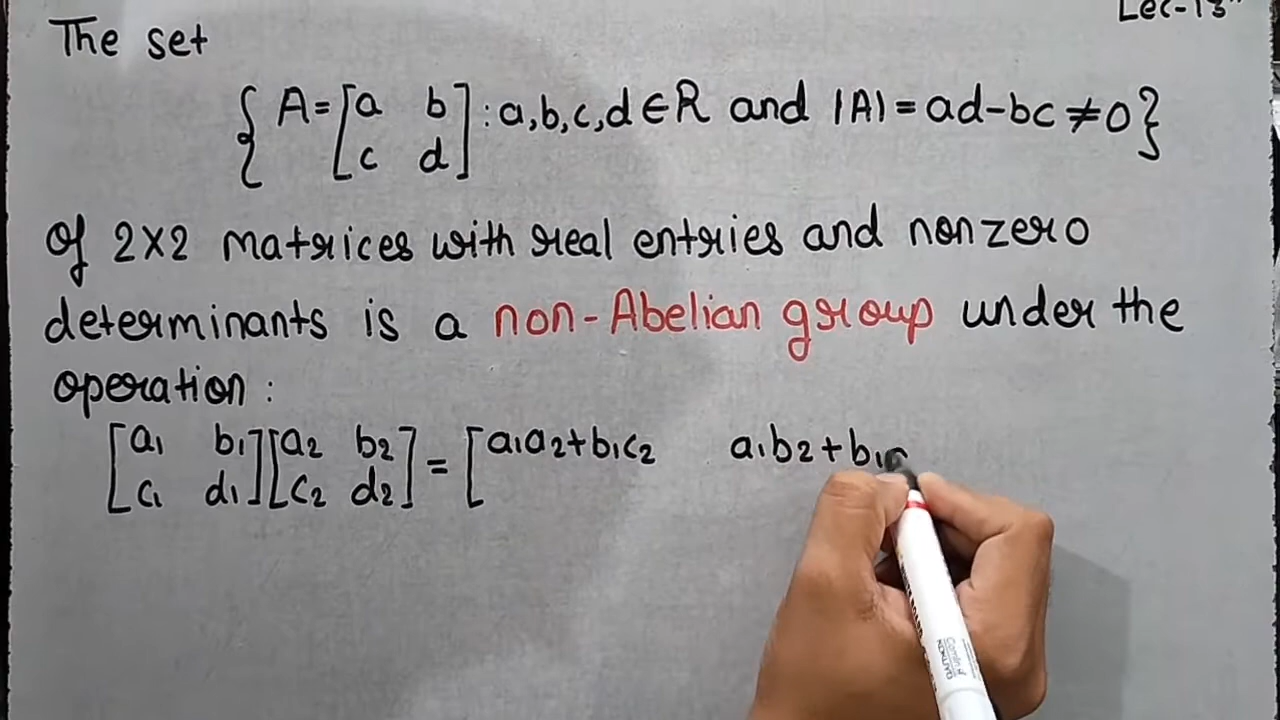 Lec-13
The set
{ A = [a b] : a,b,c,d ∈ R and |A| = ad-bc ≠ 0 }
[c d]
of 2×2 matrices with real entries and nonzero
determinants is a non-Abelian group under the
operation :
[a₁ b₁] [a₂ b₂] = [a₁a₂+b₁c₂ a₁b₂+b₁
[c₁ d₁] [c₂ d₂]